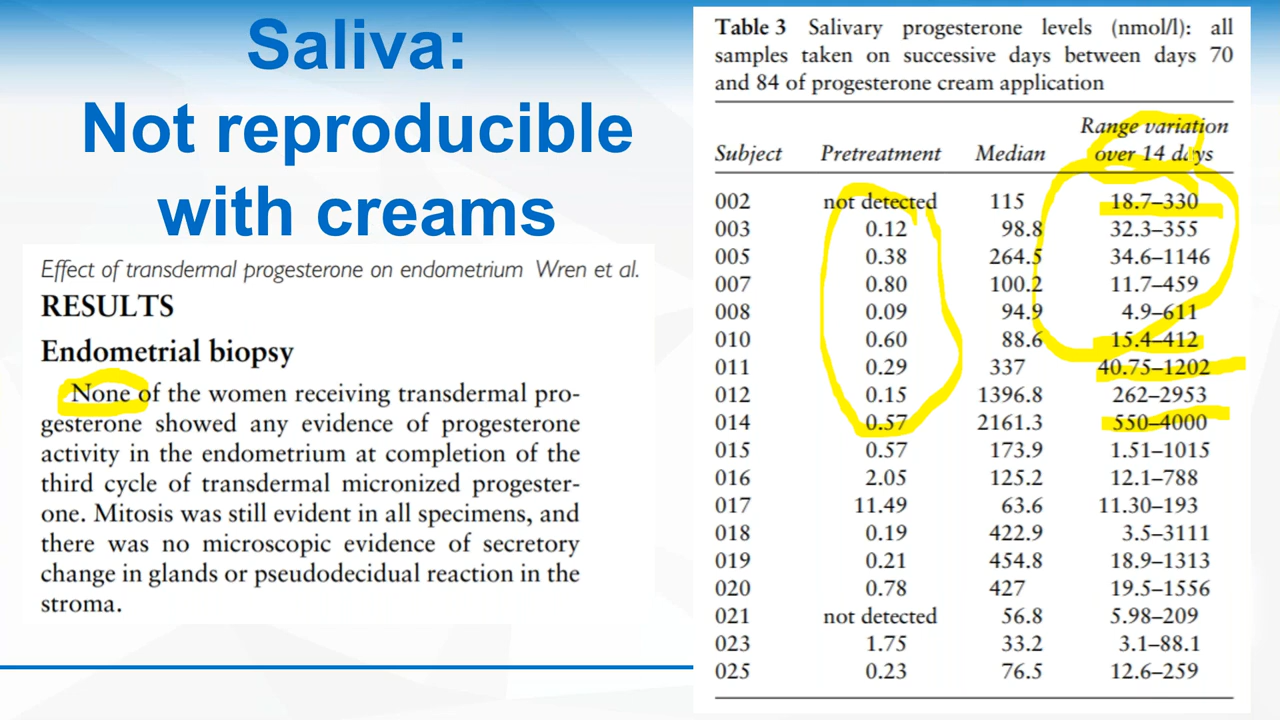 Saliva:
Not reproducible
with creams
Effect of transdermal progesterone on endometrium Wren et al.
RESULTS
Endometrial biopsy
None of the women receiving transdermal pro-
gesterone showed any evidence of progesterone
activity in the endometrium at completion of the
third cycle of transdermal micronized progester-
one. Mitosis was still evident in all specimens, and
there was no microscopic evidence of secretory
change in glands or pseudodecidual reaction in the
stroma.
Table 3 Salivary progesterone levels (nmol/l): all
samples taken on successive days between days 70
and 84 of progesterone cream application
Range variation
Subject Pretreatment Median over 14 days
002 not detected 115 18.7–330
003 0.12 98.8 32.3–355
005 0.38 264.5 34.6–1146
007 0.80 100.2 11.7–459
008 0.09 94.9 4.9–611
010 0.60 88.6 15.4–412
011 0.29 337 40.75–1202
012 0.15 1396.8 262–2953
014 0.57 2161.3 550–4000
015 0.57 173.9 1.51–1015
016 2.05 125.2 12.1–788
017 11.49 63.6 11.30–193
018 0.19 422.9 3.5–3111
019 0.21 454.8 18.9–1313
020 0.78 427 19.5–1556
021 not detected 56.8 5.98–209
023 1.75 33.2 3.1–88.1
025 0.23 76.5 12.6–259